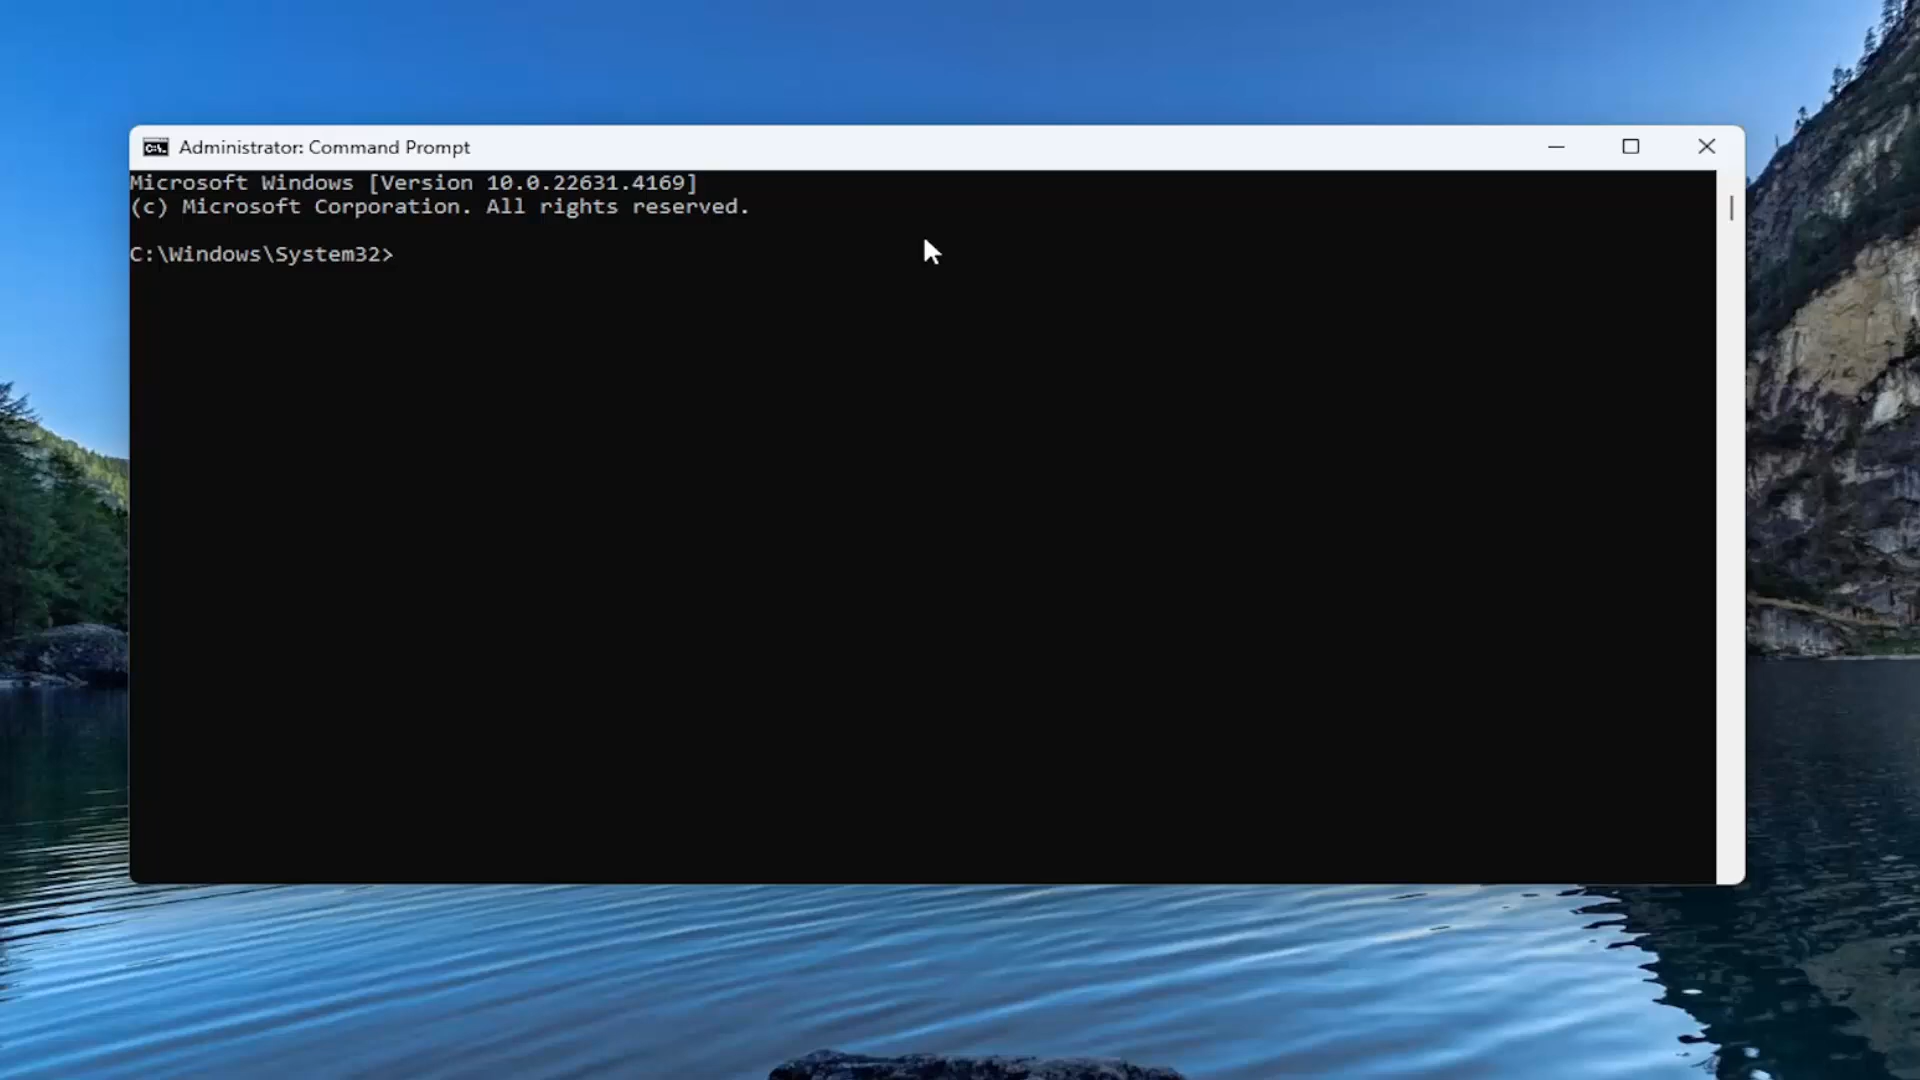 Administrator: Command Prompt
Microsoft Windows [Version 10.0.22631.4169]
(c) Microsoft Corporation. All rights reserved.
C:\Windows\System32>